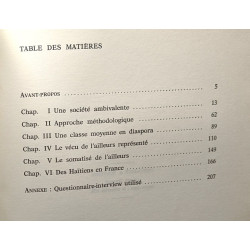 TABLE DES MATIÈRES
AVANT-PROPOS 5
Chap. I Une société ambivalente 13
Chap. II Approche méthodologique 62
Chap. III Une classe moyenne en diaspora 89
Chap. IV Le vécu de l'ailleurs représenté 110
Chap. V Le somatisé de l'ailleurs 149
Chap. VI Des Haïtiens en France 166
ANNEXE : Questionnaire-interview utilisé 207